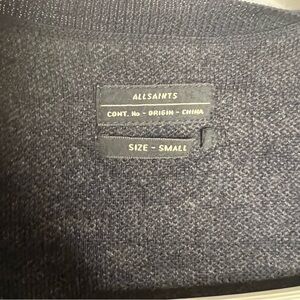 ALLSAINTS
CONT. No - ORIGIN - CHINA
SIZE - SMALL